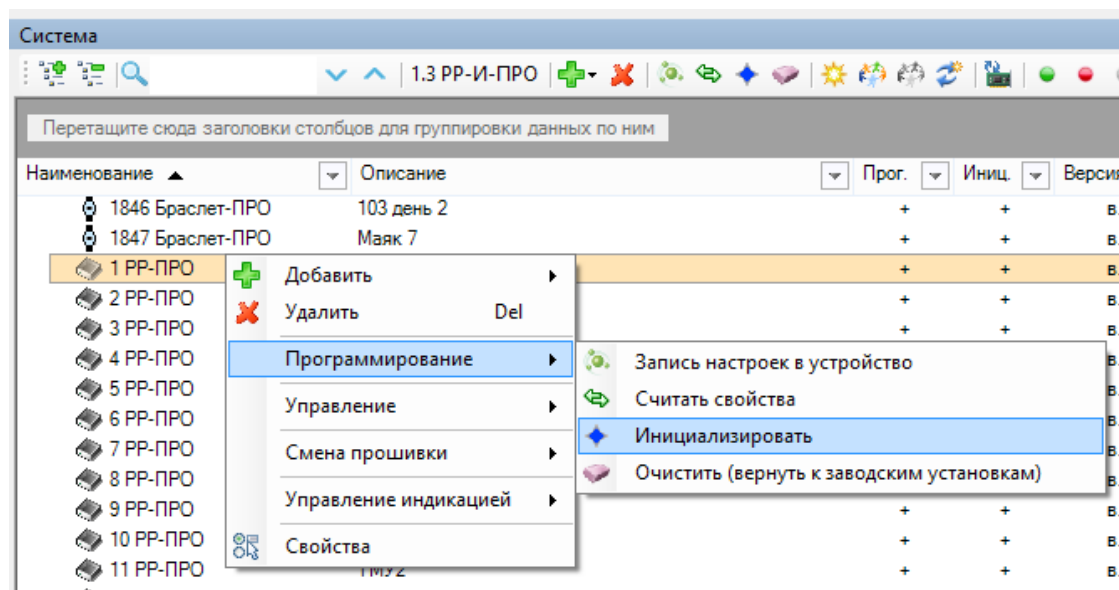 Система
1.3 РР-И-ПРО
Перетащите сюда заголовки столбцов для группировки данных по ним
Наименование Описание Прог. Иниц. Версия
1846 Браслет-ПРО 103 день 2 + + в.
1847 Браслет-ПРО Маяк 7 + + в.
1 РР-ПРО + + в.
2 РР-ПРО + + в.
3 РР-ПРО + + в.
4 РР-ПРО
5 РР-ПРО
6 РР-ПРО
7 РР-ПРО
8 РР-ПРО
9 РР-ПРО + + в.
10 РР-ПРО + + в.
11 РР-ПРО ТМУ2 + + в.
Добавить
Удалить Del
Программирование
Управление
Смена прошивки
Управление индикацией
Свойства
Запись настроек в устройство
Считать свойства
Инициализировать
Очистить (вернуть к заводским установкам)